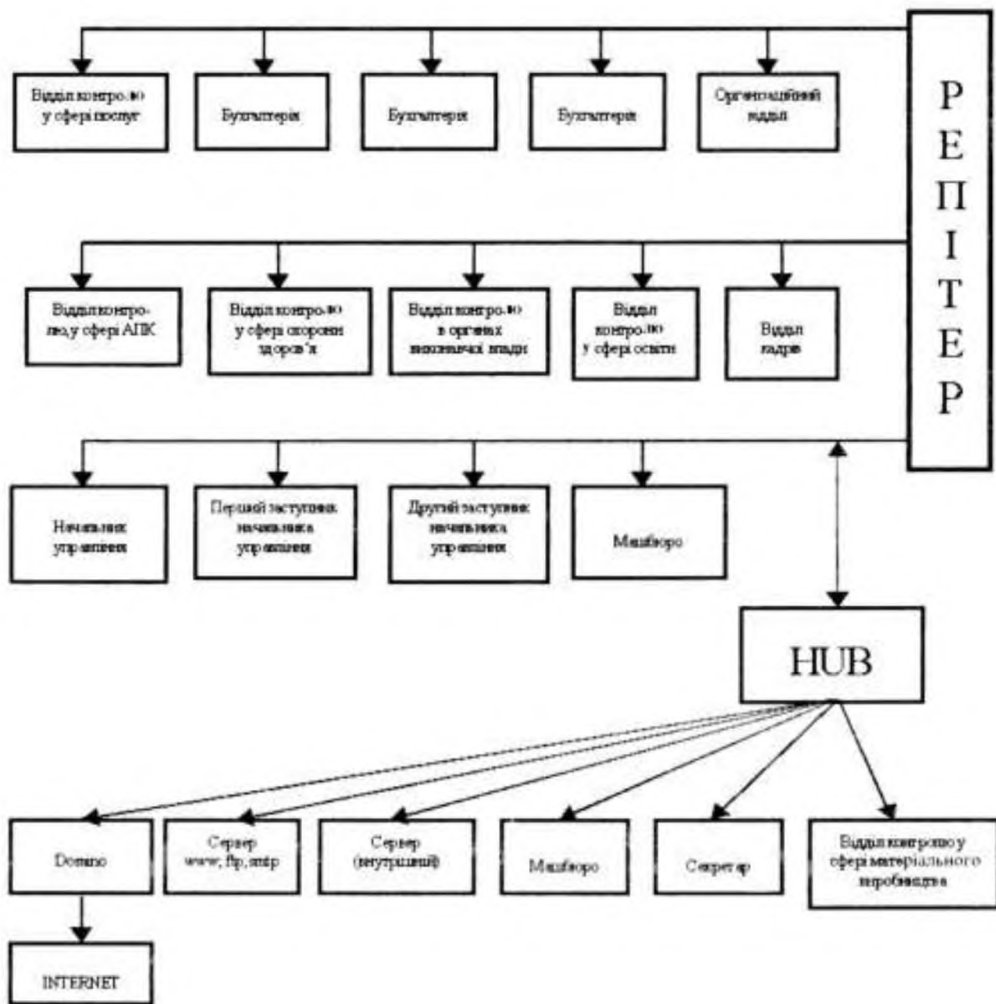 Відділ контролю
у сфері послуг
Бухгалтерія
Бухгалтерія
Бухгалтерія
Організаційний
відділ
РЕПІТЕР
Відділ контро-
лю, у сфері АПК
Відділ контролю
у сфері охорони
здоров'я
Відділ контролю
в органах
виконавчої влади
Відділ
контролю
у сфері освіти
Відділ
кадрів
Начальник
управління
Перший заступник
начальника
управління
Другий заступник
начальника
управління
Машбюро
HUB
Domino
Сервер
www, ftp, smtp
Сервер
(внутрішній)
Машбюро
Секретар
Відділ контролю у
сфері матеріального
виробництва
INTERNET